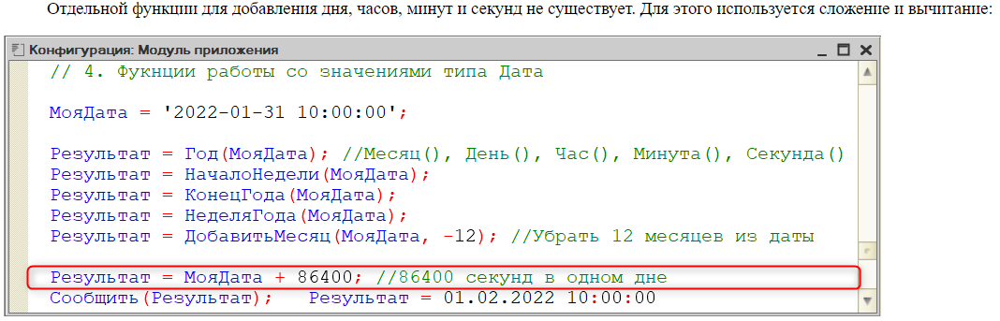 Отдельной функции для добавления дня, часов, минут и секунд не существует. Для этого используется сложение и вычитание:
Конфигурация: Модуль приложения
// 4. Фукнции работы со значениями типа Дата
МояДата = '2022-01-31 10:00:00';
Результат = Год(МояДата); //Месяц(), День(), Час(), Минута(), Секунда()
Результат = НачалоНедели(МояДата);
Результат = КонецГода(МояДата);
Результат = НеделяГода(МояДата);
Результат = ДобавитьМесяц(МояДата, -12); //Убрать 12 месяцев из даты
Результат = МояДата + 86400; //86400 секунд в одном дне
Сообщить(Результат); Результат = 01.02.2022 10:00:00